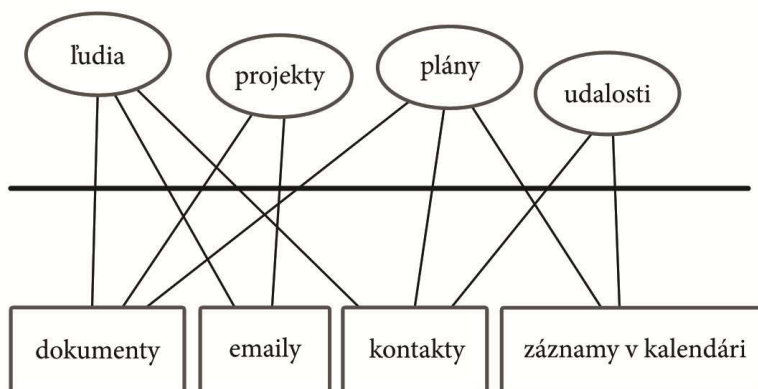 ľudia
projekty
plány
udalosti
dokumenty
emaily
kontakty
záznamy v kalendári